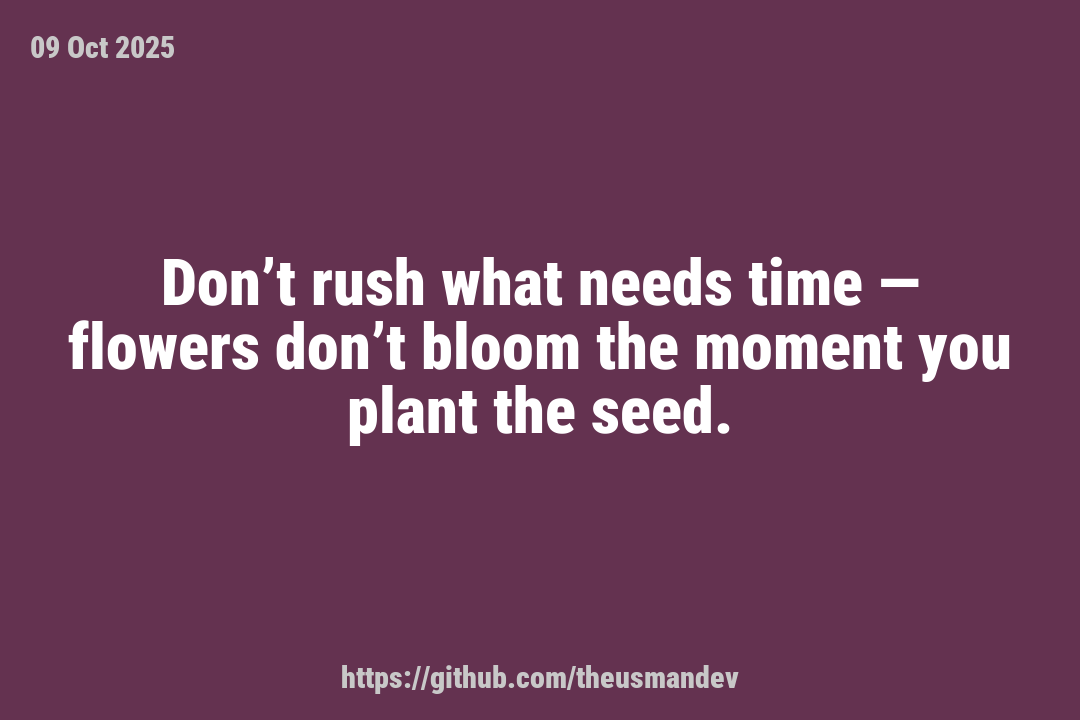 09 Oct 2025
Don’t rush what needs time —
flowers don’t bloom the moment you
plant the seed.
https://github.com/theusmandev